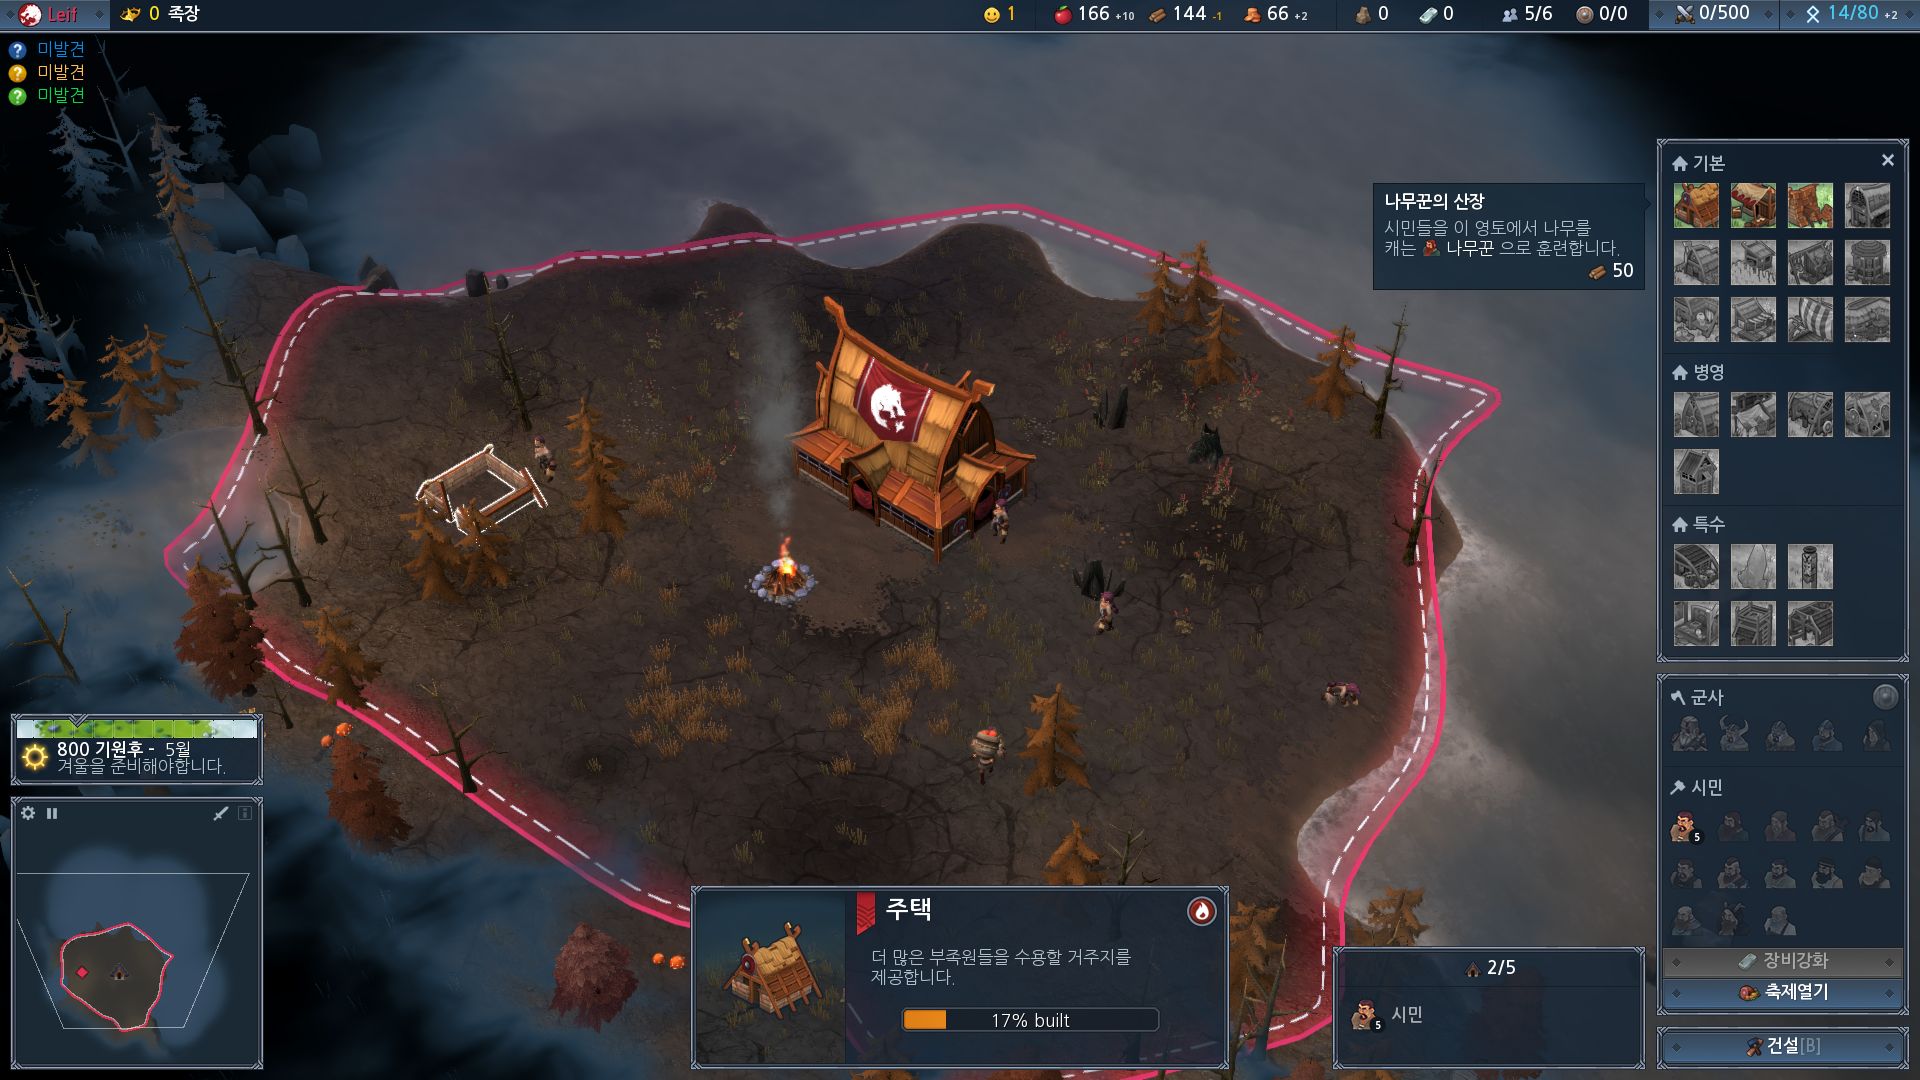 Leif
0 족장
1
166 +10
144 -1
66 +2
0
0
5/6
0/0
0/500
14/80 +2
? 미발견
? 미발견
? 미발견
기본
나무꾼의 산장
시민들을 이 영토에서 나무를
캐는 나무꾼 으로 훈련합니다.
50
병영
특수
군사
시민
5
800 기원후 - 5월
겨울을 준비해야합니다.
주택
더 많은 부족원들을 수용할 거주지를
제공합니다.
17% built
2/5
5 시민
장비강화
축제열기
건설[B]